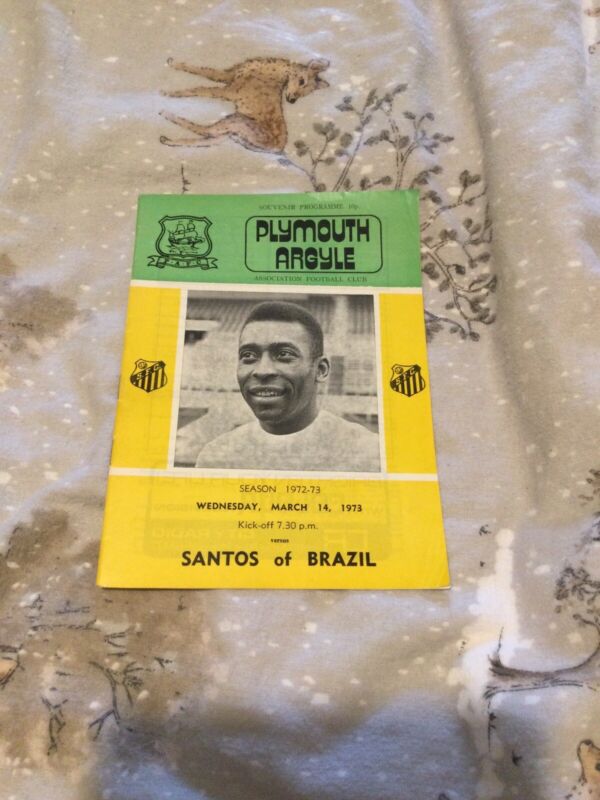 SOUVENIR PROGRAMME 10p.
PLYMOUTH
ARGYLE
ASSOCIATION FOOTBALL CLUB
SEASON 1972-73
WEDNESDAY, MARCH 14, 1973
Kick-off 7.30 p.m.
versus
SANTOS of BRAZIL